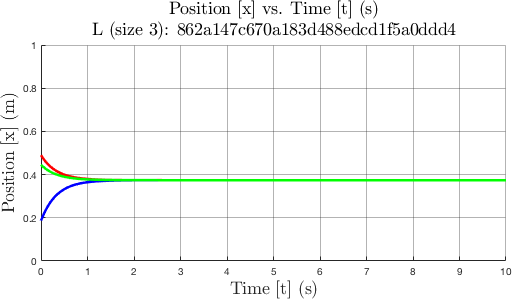 Position [x] vs. Time [t] (s)
L (size 3): 862a147c670a183d488edcd1f5a0ddd4
Position [x] (m)
1
0.8
0.6
0.4
0.2
0
0 1 2 3 4 5 6 7 8 9 10
Time [t] (s)